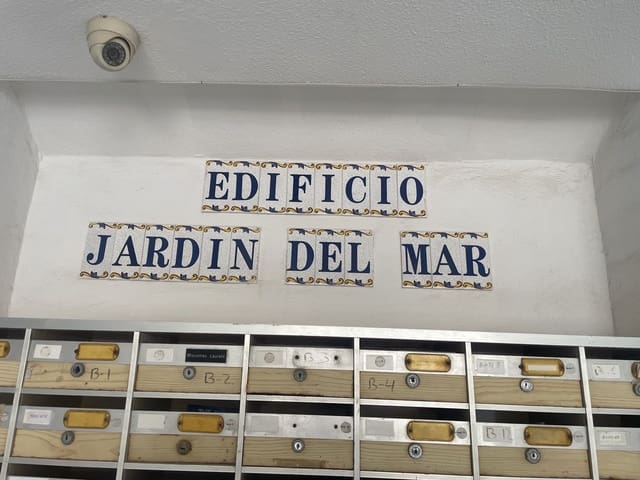 EDIFICIO
JARDIN DEL MAR
B-1
B-2
B-3
B-4